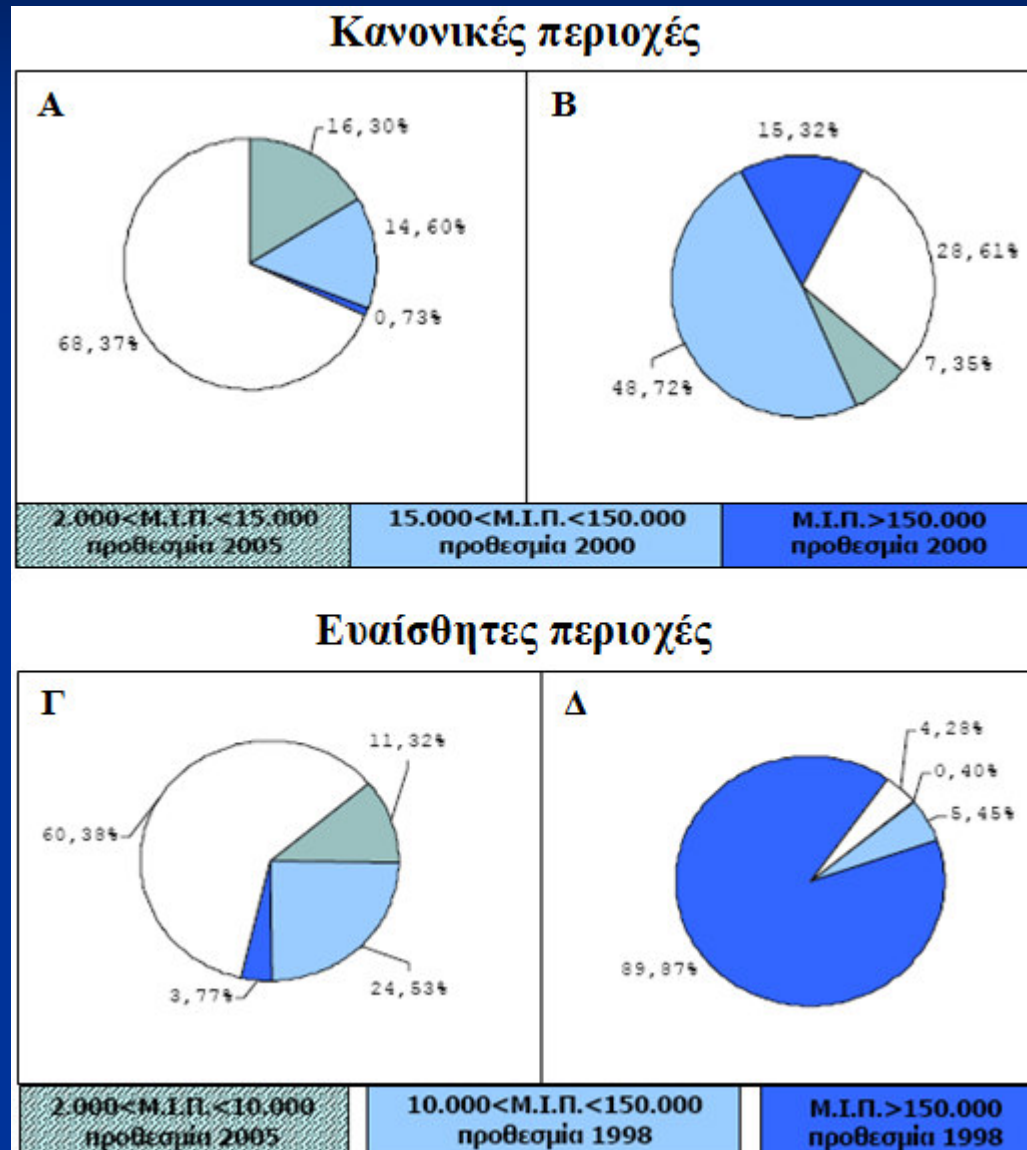 Κανονικές περιοχές
Α
16,30%
14,60%
0,73%
68,37%
Β
15,32%
28,61%
7,35%
48,72%
2.000<Μ.Ι.Π.<15.000
προθεσμία 2005
15.000<Μ.Ι.Π.<150.000
προθεσμία 2000
Μ.Ι.Π.>150.000
προθεσμία 2000
Ευαίσθητες περιοχές
Γ
11,32%
60,38%
24,53%
3,77%
Δ
4,28%
0,40%
5,45%
89,87%
2.000<Μ.Ι.Π.<10.000
προθεσμία 2005
10.000<Μ.Ι.Π.<150.000
προθεσμία 1998
Μ.Ι.Π.>150.000
προθεσμία 1998